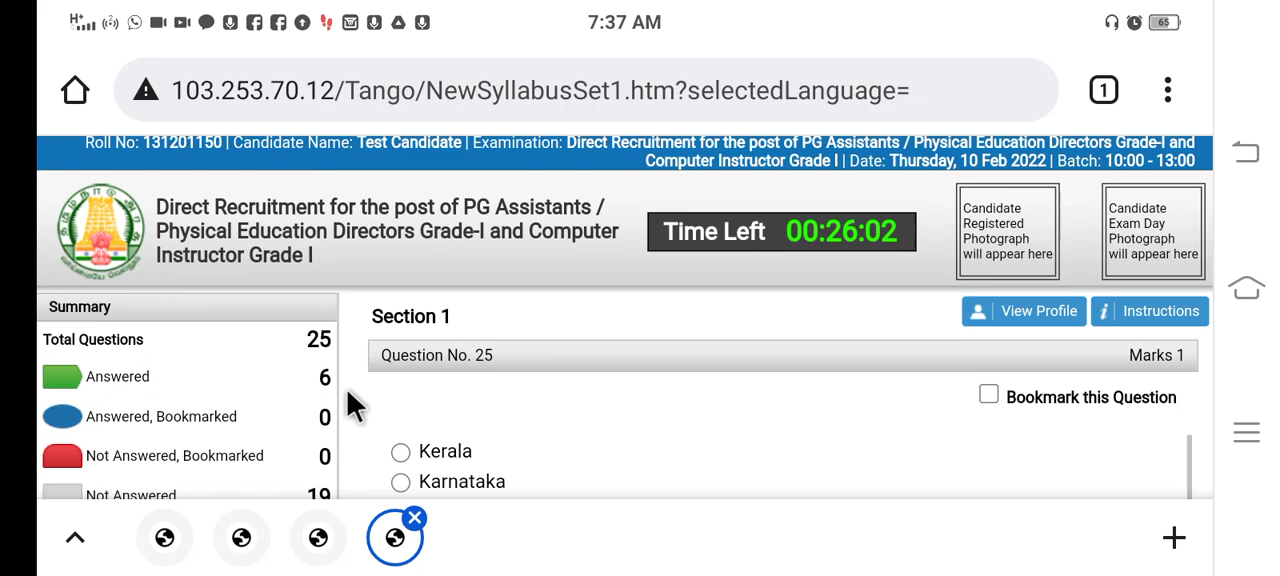 H+
7:37 AM
65
103.253.70.12/Tango/NewSyllabusSet1.htm?selectedLanguage=
1
Roll No: 131201150 | Candidate Name: Test Candidate | Examination: Direct Recruitment for the post of PG Assistants / Physical Education Directors Grade-I and
Computer Instructor Grade I | Date: Thursday, 10 Feb 2022 | Batch: 10:00 - 13:00
Direct Recruitment for the post of PG Assistants /
Physical Education Directors Grade-I and Computer
Instructor Grade I
Time Left 00:26:02
Candidate
Registered
Photograph
will appear here
Candidate
Exam Day
Photograph
will appear here
Summary
Total Questions 25
Answered 6
Answered, Bookmarked 0
Not Answered, Bookmarked 0
Not Answered 19
Section 1
View Profile
Instructions
Question No. 25
Marks 1
Bookmark this Question
Kerala
Karnataka